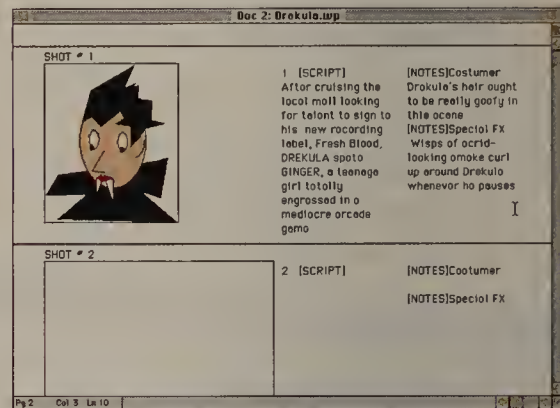 Doc 2: Drekula.wp
SHOT # 1
1 [SCRIPT]
After cruising the
local mall looking
for talent to sign to
his new recording
label, Fresh Blood,
DREKULA spots
GINGER, a teenage
girl totally
engrossed in a
mediocre arcade
game
[NOTES]Costumer
Drekula's hair ought
to be really goofy in
this scene
[NOTES]Special FX
Wisps of acrid-
looking smoke curl
up around Drekula
whenever he pauses
SHOT # 2
2 [SCRIPT]
[NOTES]Costumer
[NOTES]Special FX
Pg 2 Col 3 Ln 10